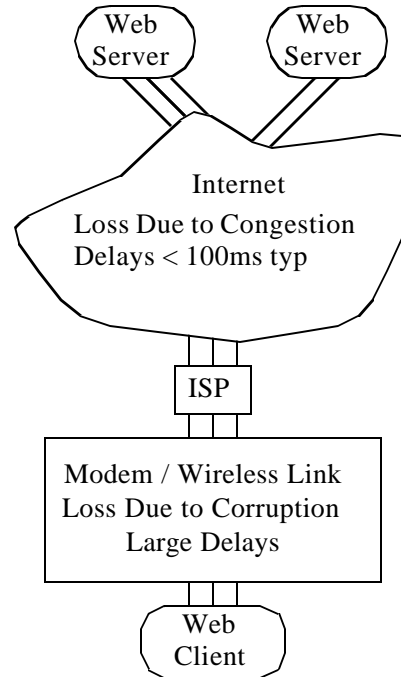 Web
Server
Web
Server
Internet
Loss Due to Congestion
Delays < 100ms typ
ISP
Modem / Wireless Link
Loss Due to Corruption
Large Delays
Web
Client